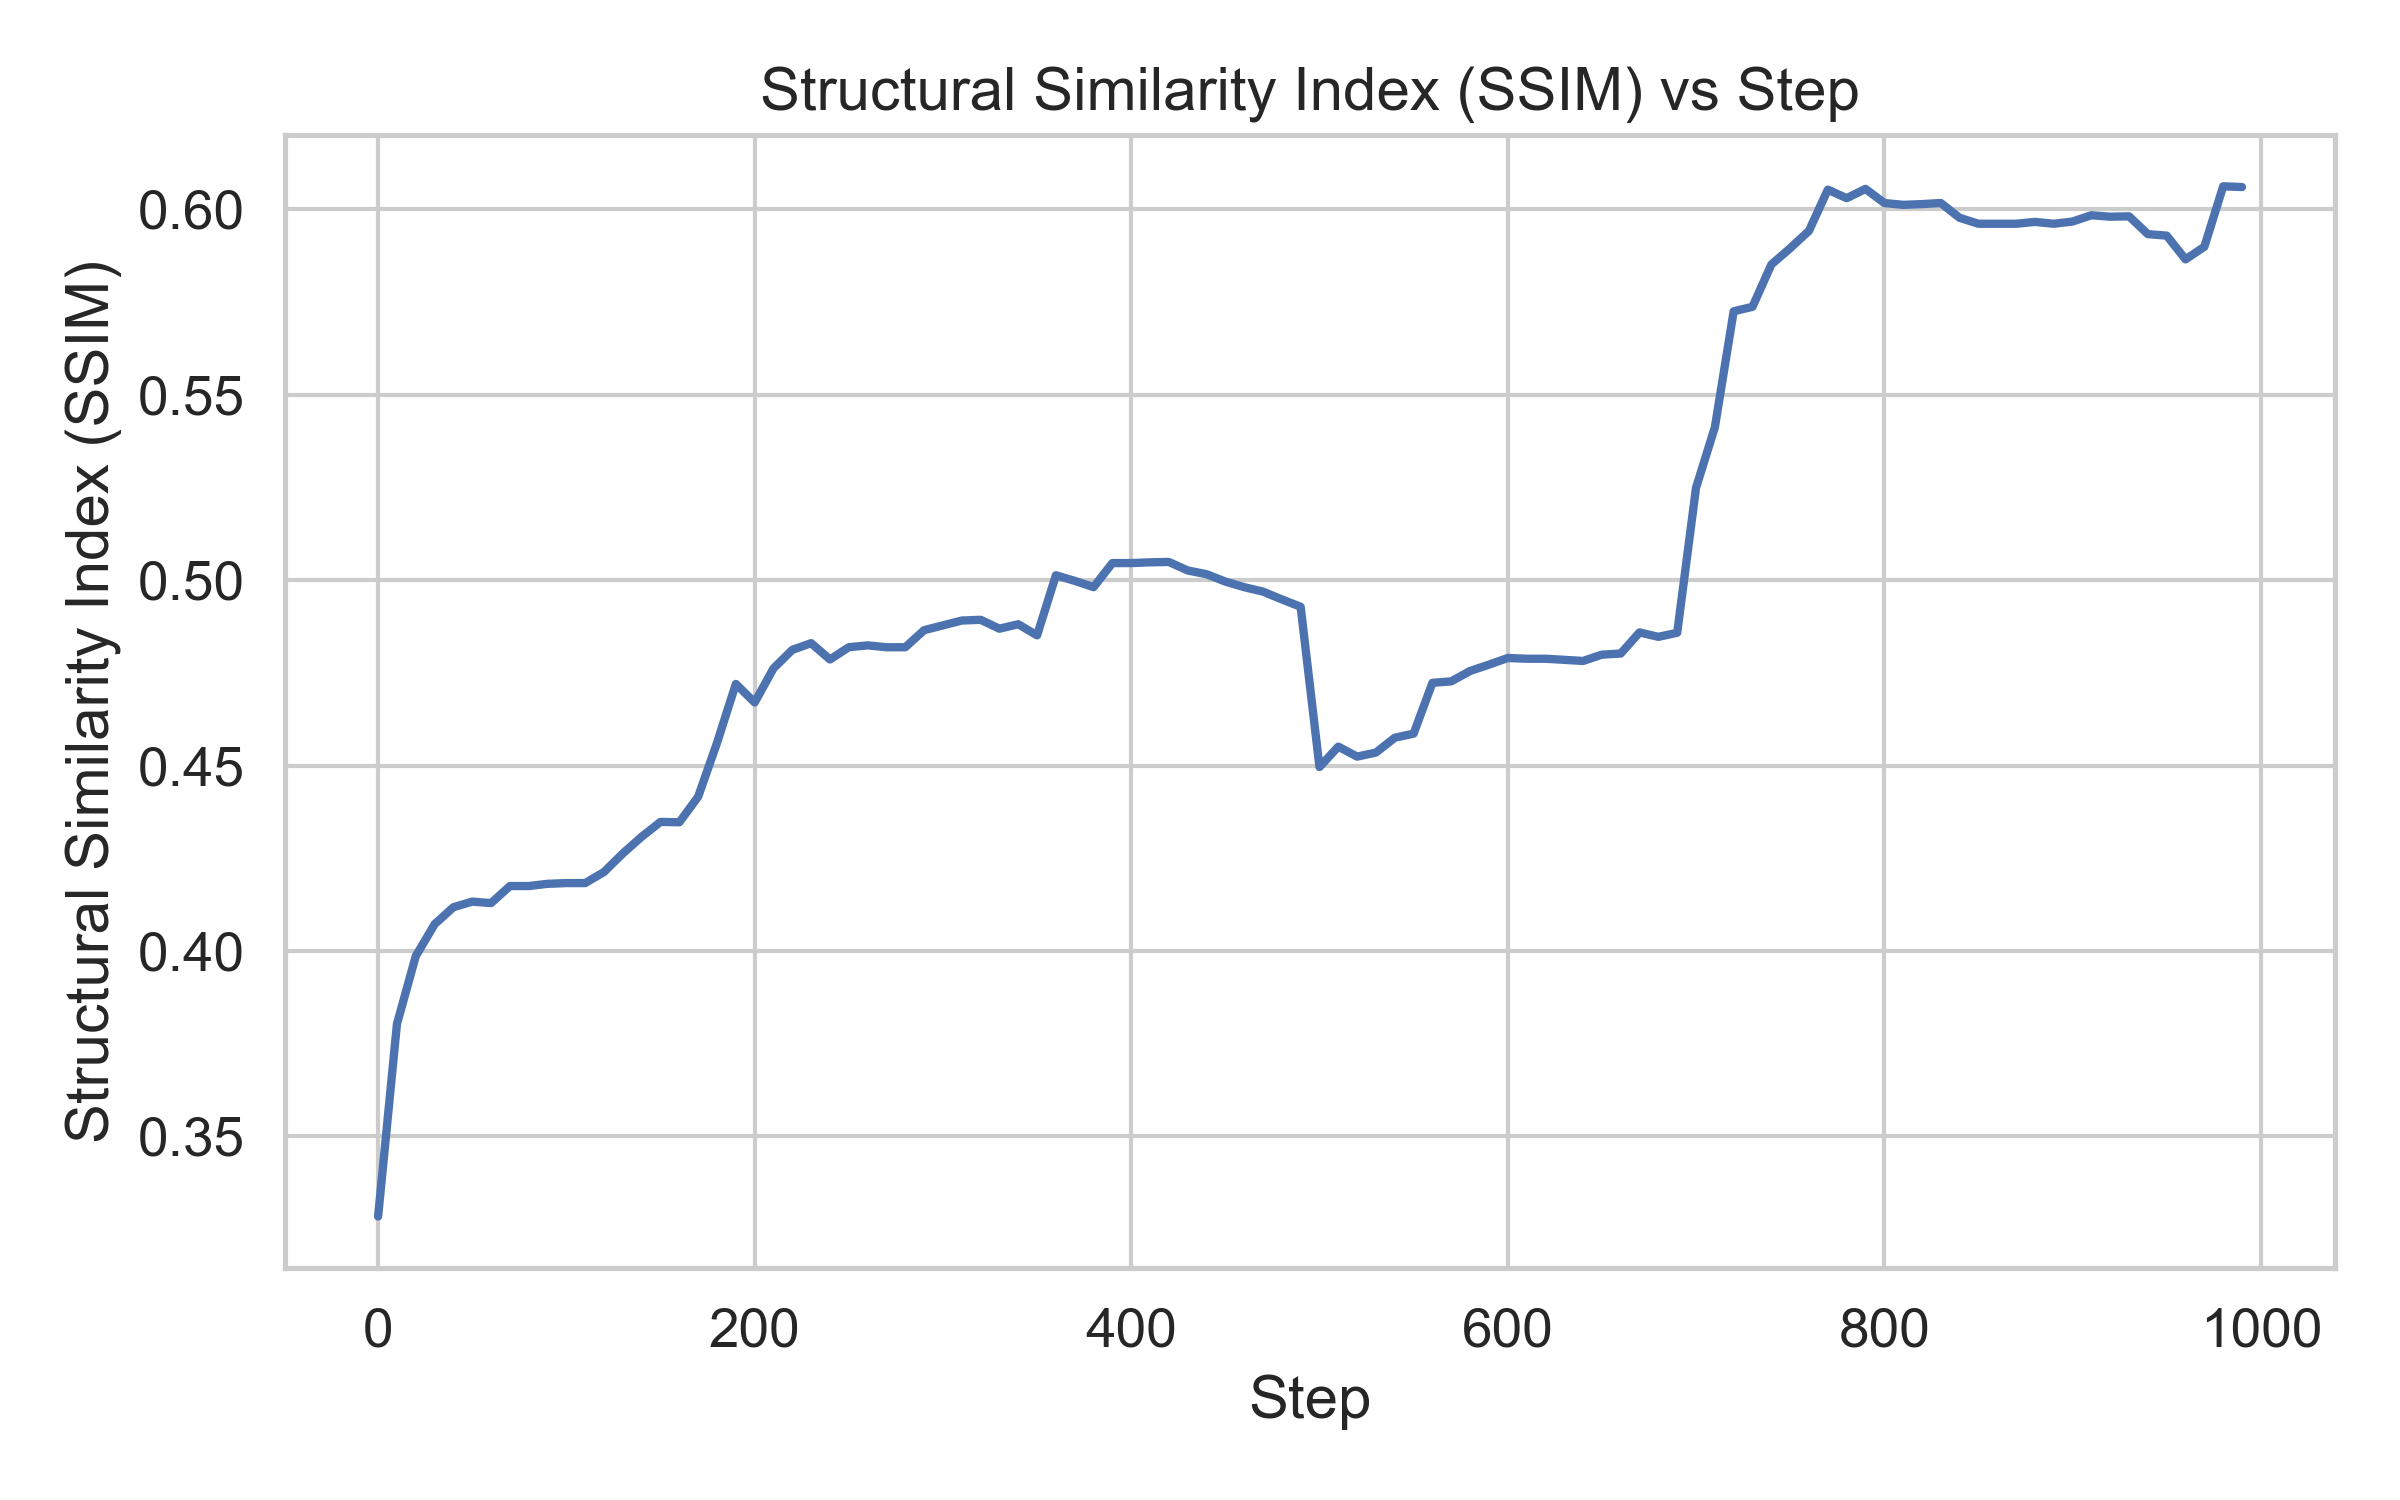 Structural Similarity Index (SSIM) vs Step
Structural Similarity Index (SSIM)
0.60
0.55
0.50
0.45
0.40
0.35
0 200 400 600 800 1000
Step